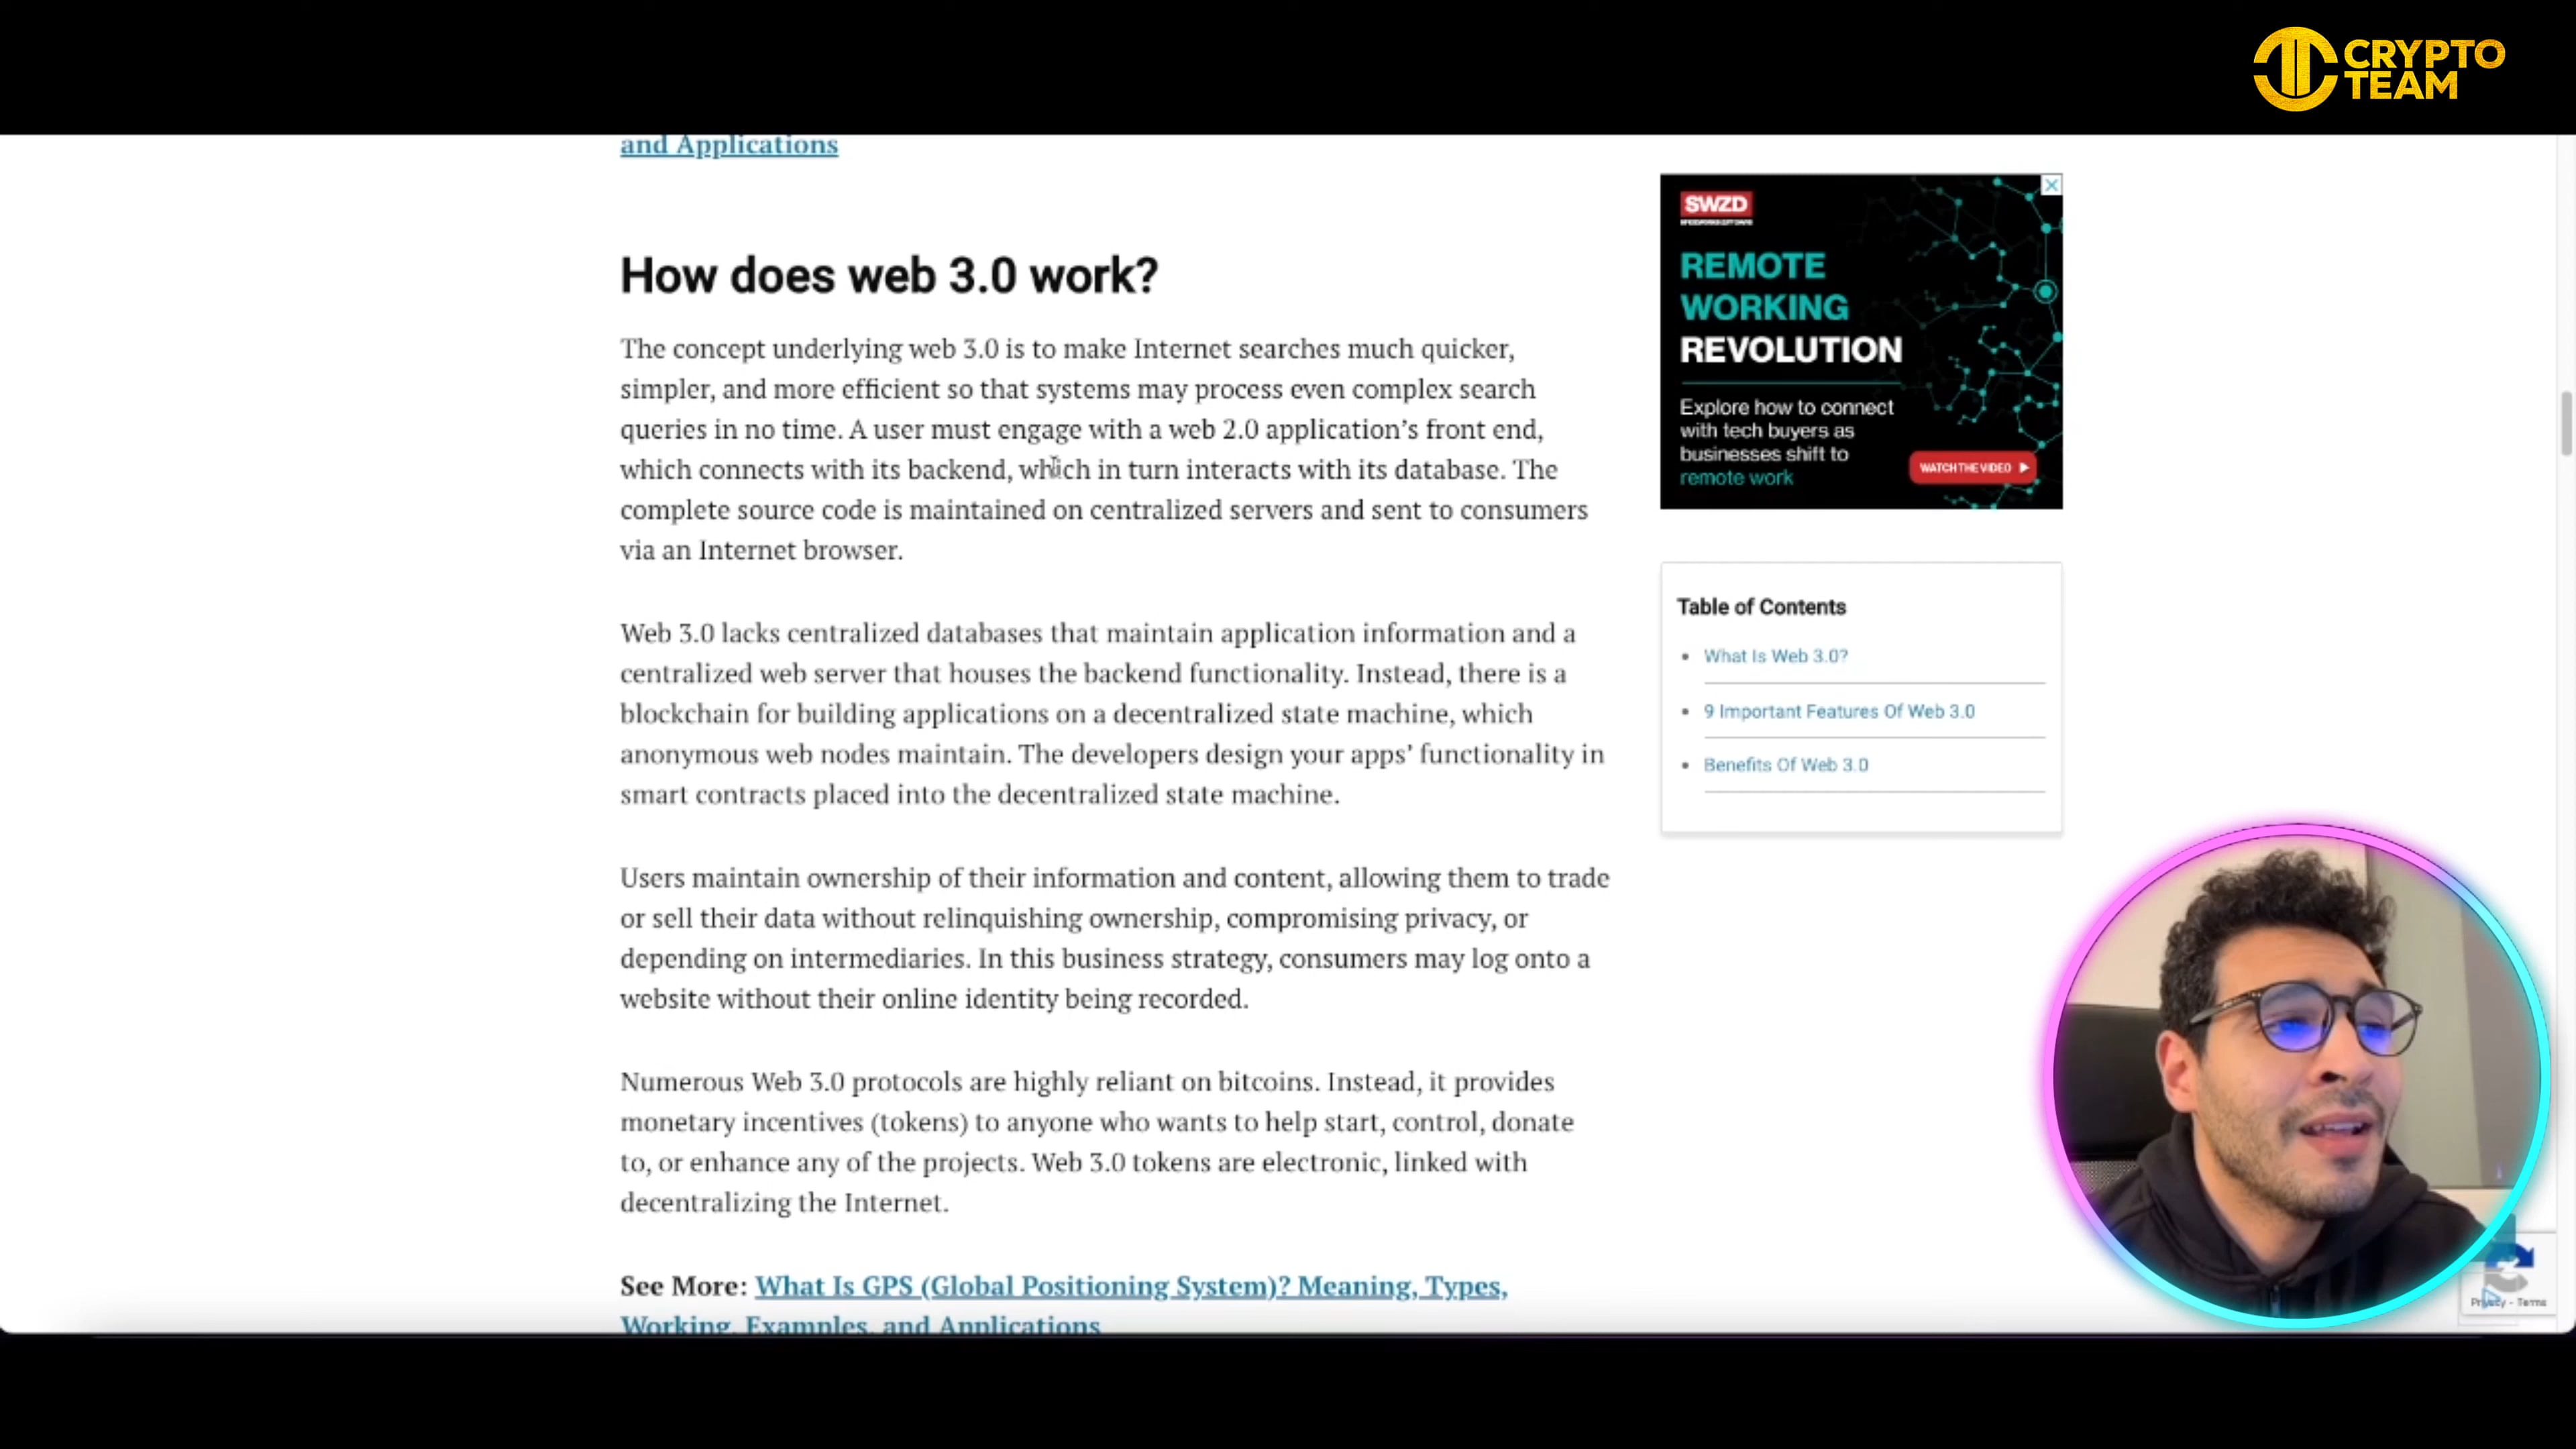 CRYPTO
TEAM
and Applications
How does web 3.0 work?
The concept underlying web 3.0 is to make Internet searches much quicker,
simpler, and more efficient so that systems may process even complex search
queries in no time. A user must engage with a web 2.0 application's front end,
which connects with its backend, which in turn interacts with its database. The
complete source code is maintained on centralized servers and sent to consumers
via an Internet browser.
Web 3.0 lacks centralized databases that maintain application information and a
centralized web server that houses the backend functionality. Instead, there is a
blockchain for building applications on a decentralized state machine, which
anonymous web nodes maintain. The developers design your apps' functionality in
smart contracts placed into the decentralized state machine.
Users maintain ownership of their information and content, allowing them to trade
or sell their data without relinquishing ownership, compromising privacy, or
depending on intermediaries. In this business strategy, consumers may log onto a
website without their online identity being recorded.
Numerous Web 3.0 protocols are highly reliant on bitcoins. Instead, it provides
monetary incentives (tokens) to anyone who wants to help start, control, donate
to, or enhance any of the projects. Web 3.0 tokens are electronic, linked with
decentralizing the Internet.
See More: What Is GPS (Global Positioning System)? Meaning, Types,
Working, Examples, and Applications
SWZD
REMOTE
WORKING
REVOLUTION
Explore how to connect
with tech buyers as
businesses shift to
remote work
WATCH THE VIDEO
Table of Contents
What Is Web 3.0?
9 Important Features Of Web 3.0
Benefits Of Web 3.0
Privacy - Terms